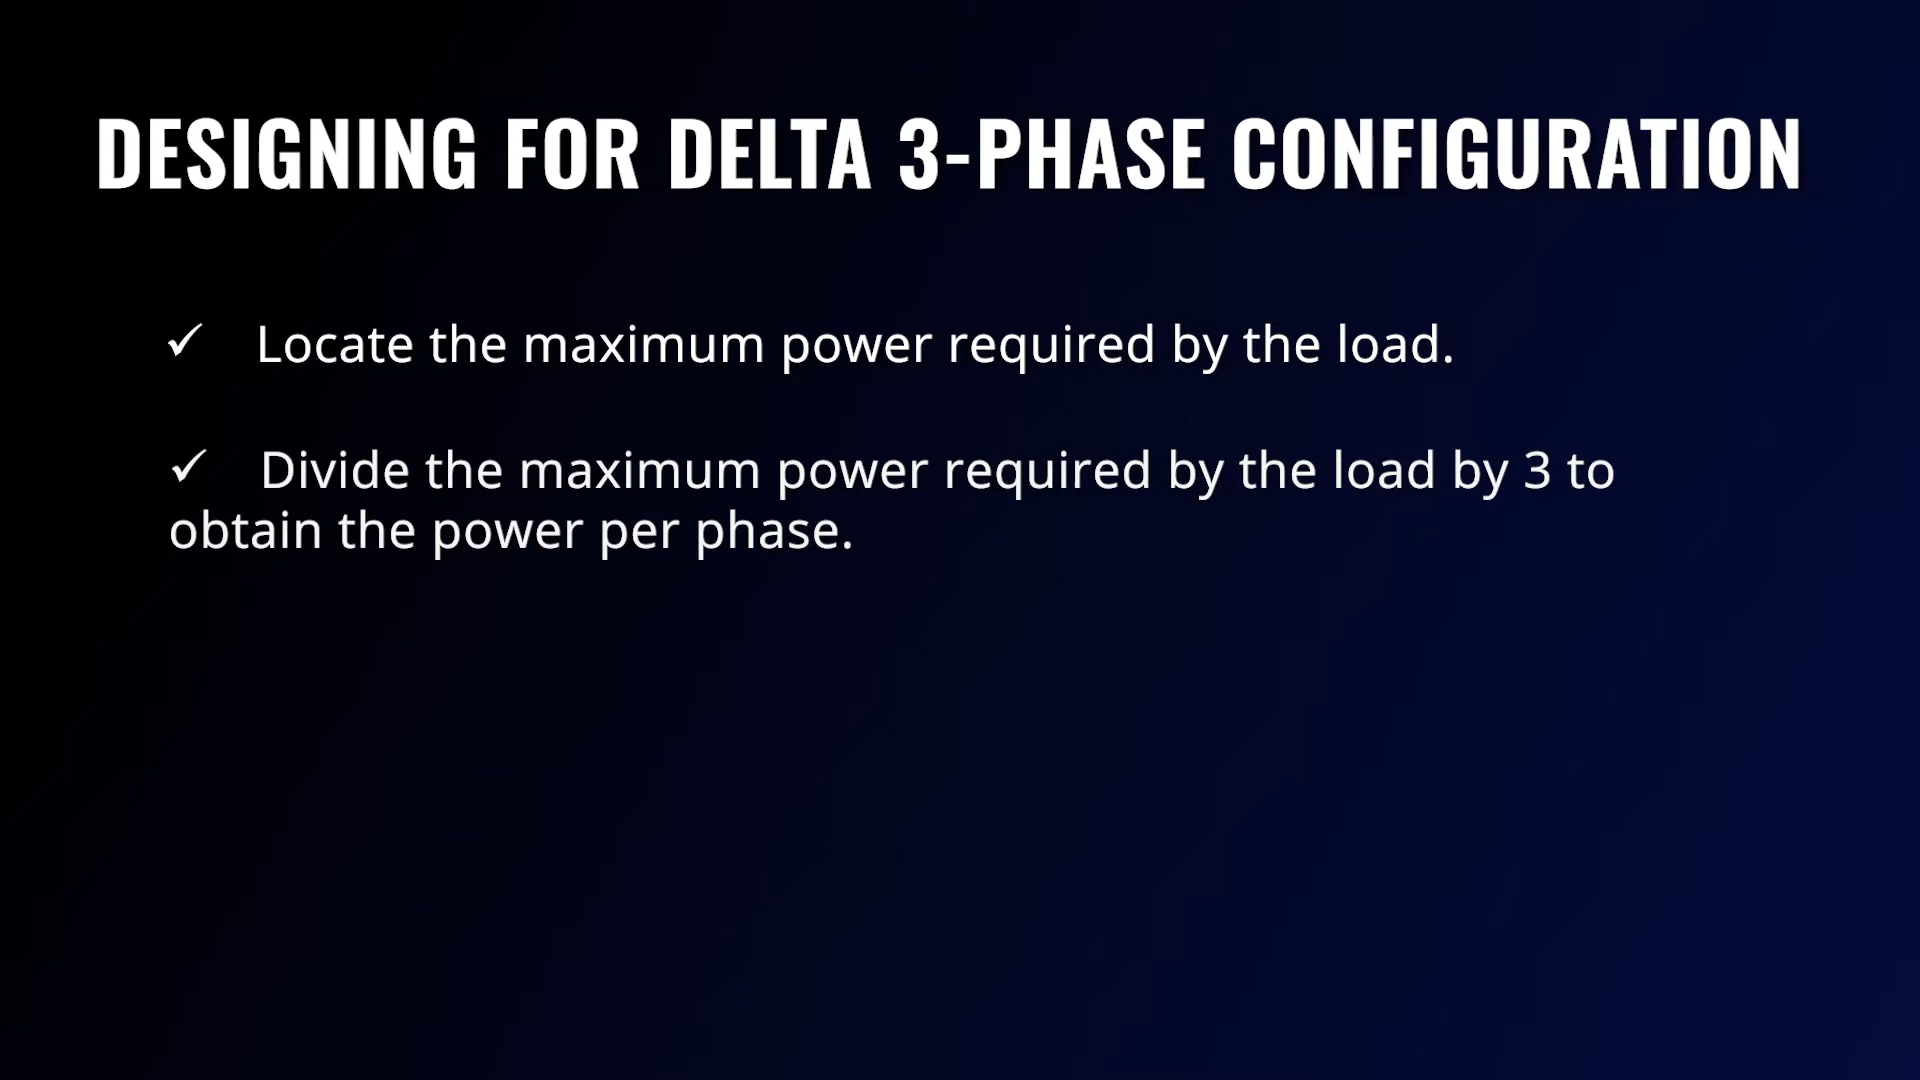 DESIGNING FOR DELTA 3-PHASE CONFIGURATION
✓ Locate the maximum power required by the load.
✓ Divide the maximum power required by the load by 3 to
obtain the power per phase.